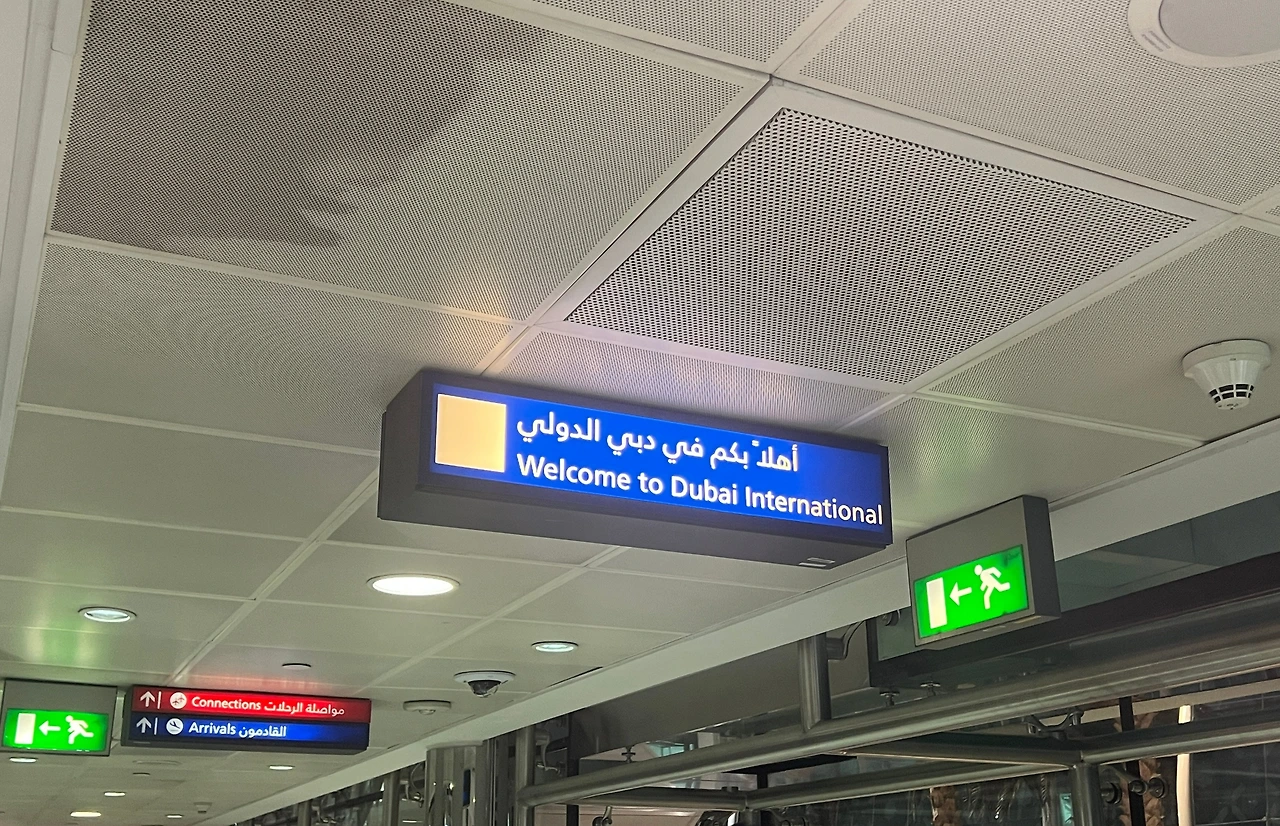 أهلاً بكم في دبي الدولي
Welcome to Dubai International
Connections مواصلة الرحلات
Arrivals القادمون